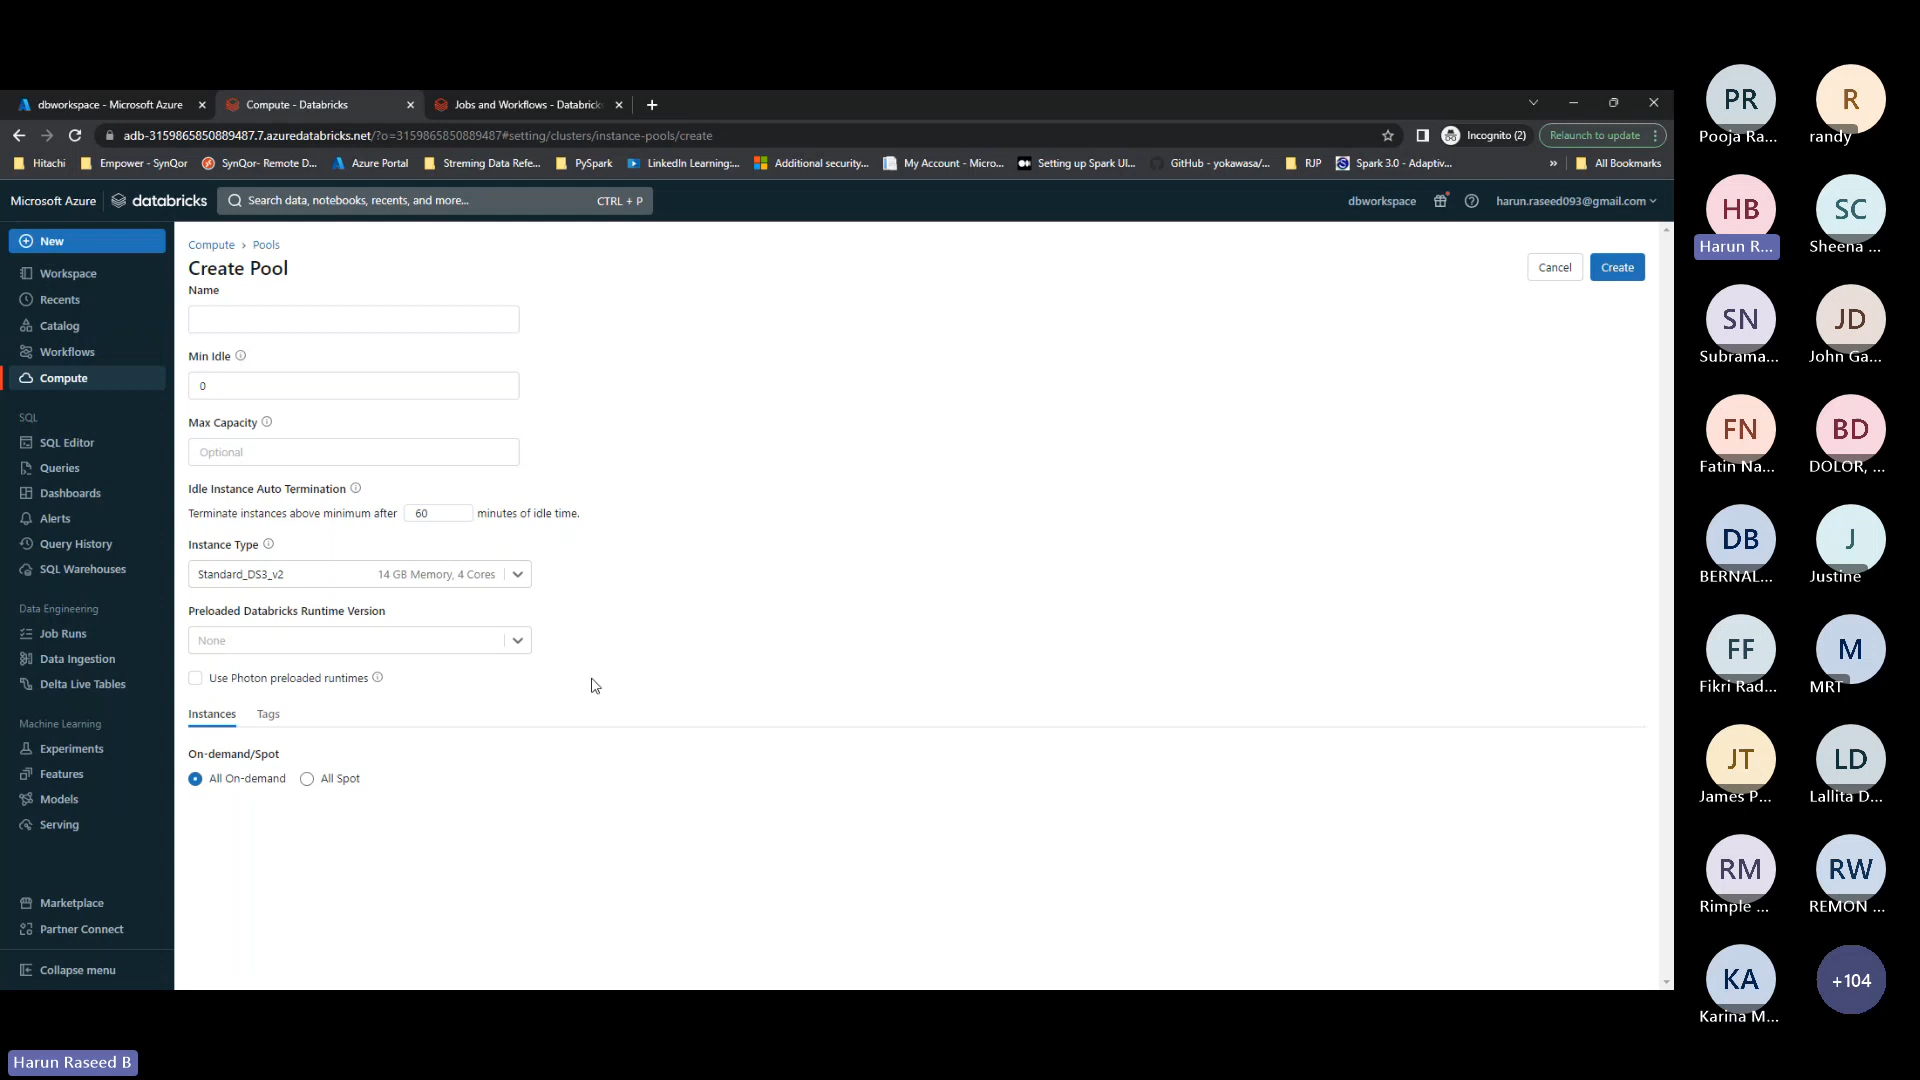 dbworkspace - Microsoft Azure
Compute - Databricks
Jobs and Workflows - Databrick
adb-3159865850889487.7.azuredatabricks.net/?o=3159865850889487#setting/clusters/instance-pools/create
Incognito (2)
Relaunch to update
Hitachi
Empower - SynQor
SynQor- Remote D...
Azure Portal
Streming Data Refe...
PySpark
LinkedIn Learning:...
Additional security...
My Account - Micro...
Setting up Spark UI...
GitHub - yokawasa/...
RJP
Spark 3.0 - Adaptiv...
»
All Bookmarks
Microsoft Azure
databricks
Search data, notebooks, recents, and more...
CTRL + P
dbworkspace
harun.raseed093@gmail.com
New
Workspace
Recents
Catalog
Workflows
Compute
SQL
SQL Editor
Queries
Dashboards
Alerts
Query History
SQL Warehouses
Data Engineering
Job Runs
Data Ingestion
Delta Live Tables
Machine Learning
Experiments
Features
Models
Serving
Marketplace
Partner Connect
Collapse menu
Compute › Pools
Create Pool
Cancel
Create
Name
Min Idle
0
Max Capacity
Optional
Idle Instance Auto Termination
Terminate instances above minimum after 60 minutes of idle time.
Instance Type
Standard_DS3_v2 14 GB Memory, 4 Cores
Preloaded Databricks Runtime Version
None
Use Photon preloaded runtimes
Instances Tags
On-demand/Spot
All On-demand All Spot
PR
Pooja Ra...
R
randy
HB
Harun R...
SC
Sheena ...
SN
Subrama...
JD
John Ga...
FN
Fatin Na...
BD
DOLOR, ...
DB
BERNAL...
J
Justine
FF
Fikri Rad...
M
MRT
JT
James P...
LD
Lallita D...
RM
Rimple ...
RW
REMON ...
KA
Karina M...
+104
Harun Raseed B